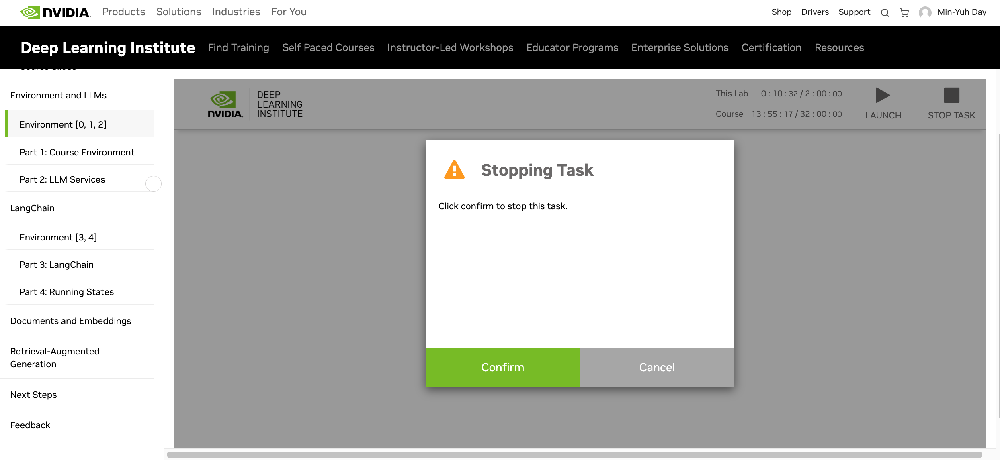 NVIDIA. Products Solutions Industries For You Shop Drivers Support Min-Yuh Day
Deep Learning Institute Find Training Self Paced Courses Instructor-Led Workshops Educator Programs Enterprise Solutions Certification Resources
Course Slides
Environment and LLMs
Environment [0, 1, 2]
Part 1: Course Environment
Part 2: LLM Services
LangChain
Environment [3, 4]
Part 3: LangChain
Part 4: Running States
Documents and Embeddings
Retrieval-Augmented
Generation
Next Steps
Feedback
NVIDIA.
DEEP
LEARNING
INSTITUTE
This Lab 0 : 10 : 32 / 2 : 00 : 00
Course 13 : 55 : 17 / 32 : 00 : 00
LAUNCH
STOP TASK
Stopping Task
Click confirm to stop this task.
Confirm
Cancel